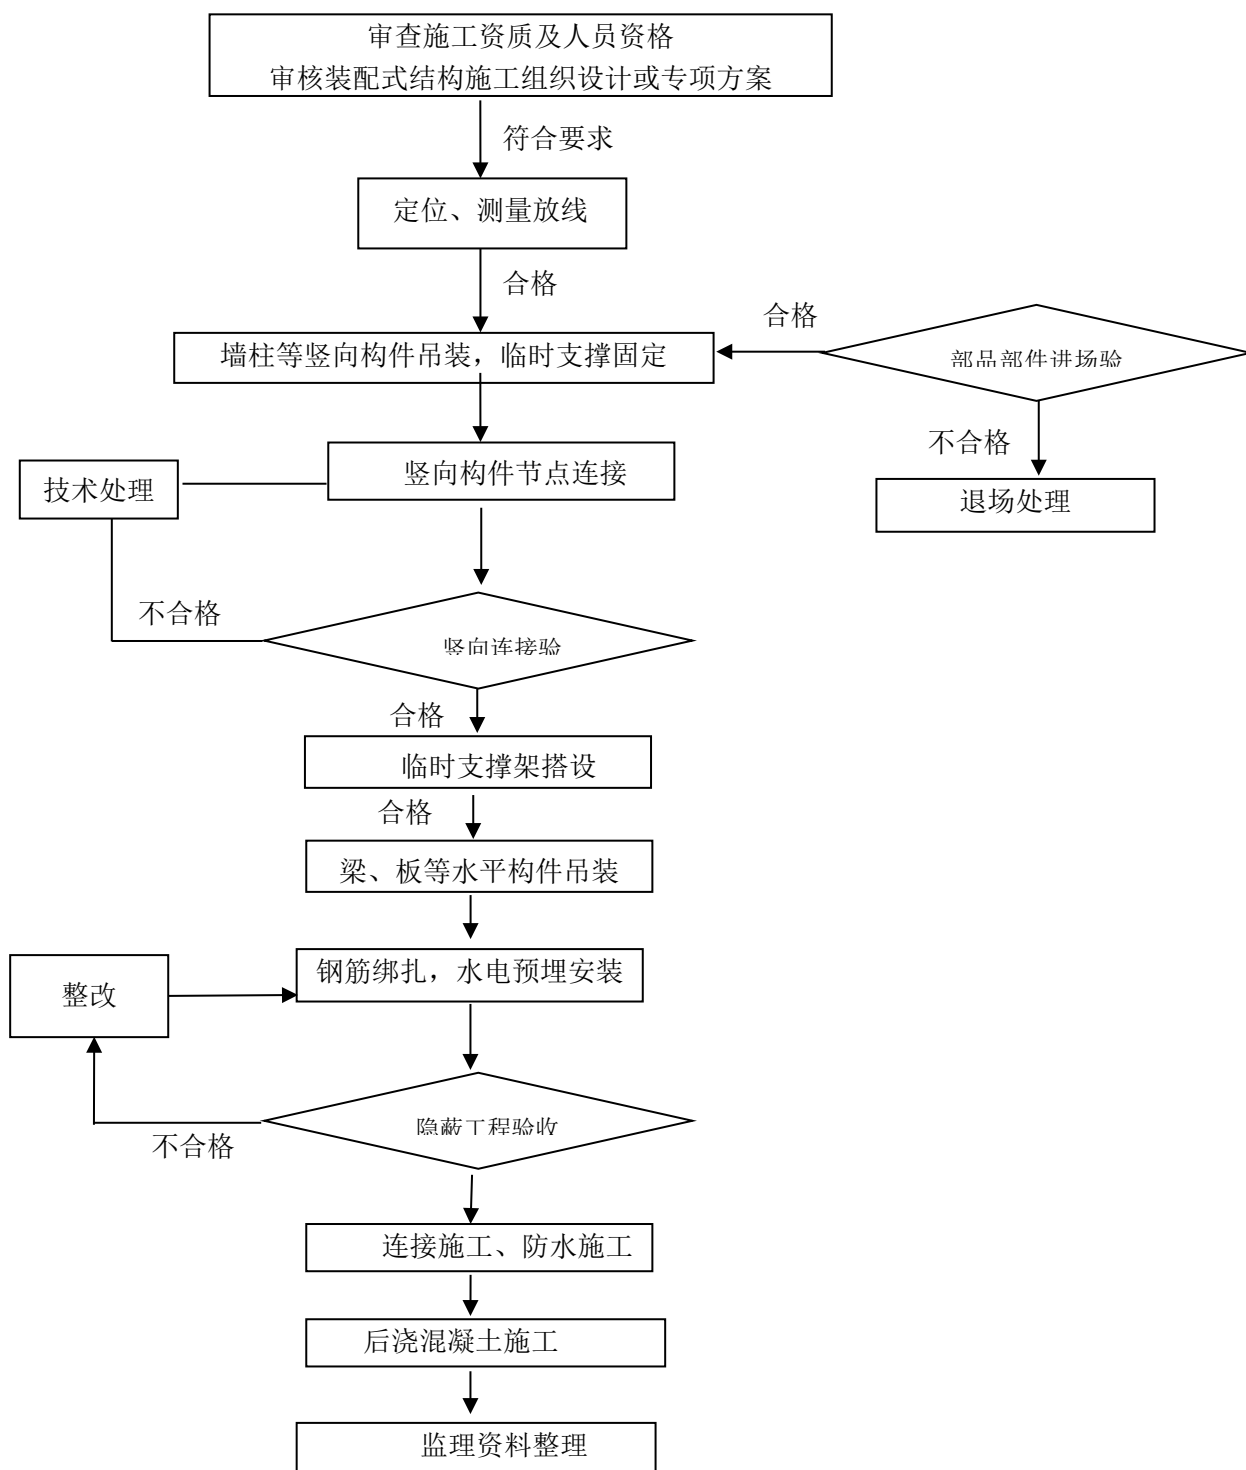 审查施工资质及人员资格
审核装配式结构施工组织设计或专项方案
符合要求
定位、测量放线
合格
合格
墙柱等竖向构件吊装，临时支撑固定
部品部件进场验
不合格
竖向构件节点连接
技术处理
退场处理
不合格
竖向连接验
合格
临时支撑架搭设
合格
梁、板等水平构件吊装
钢筋绑扎，水电预埋安装
整改
隐蔽工程验收
不合格
连接施工、防水施工
后浇混凝土施工
监理资料整理